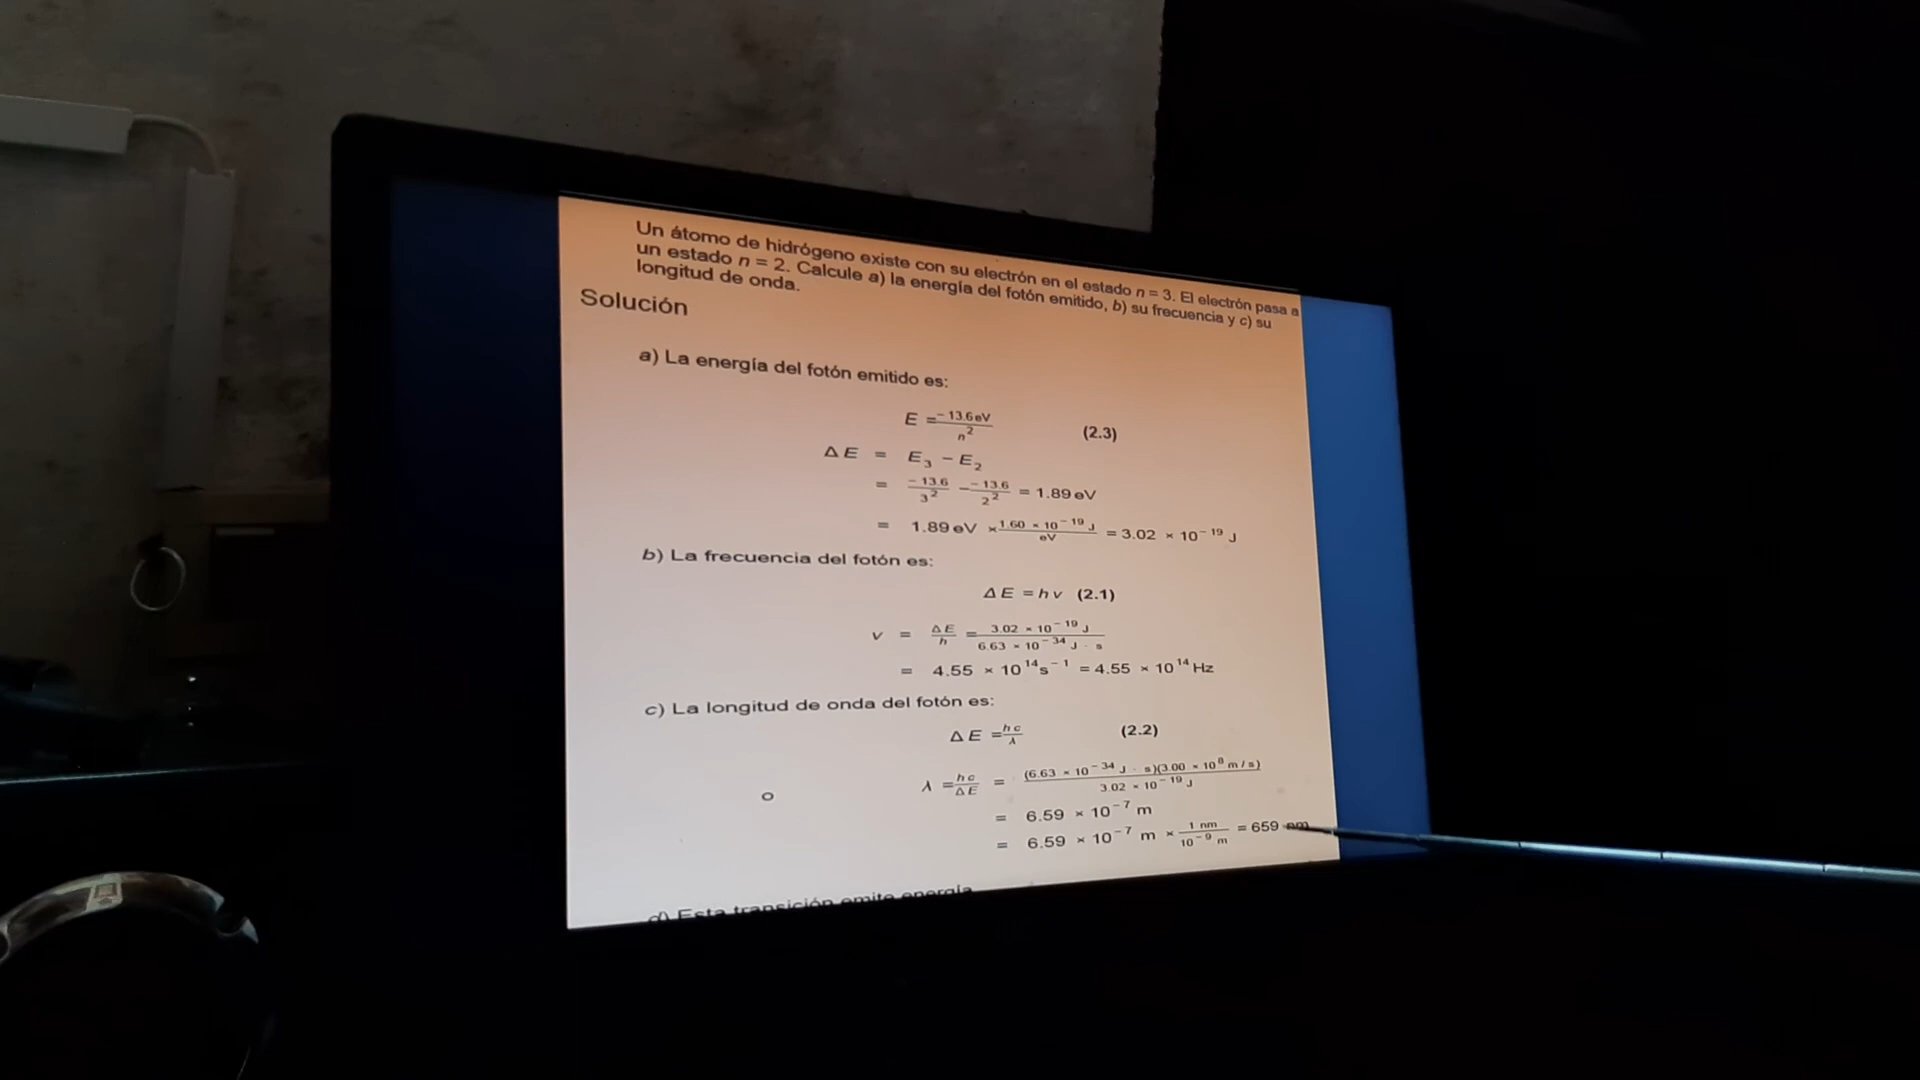 Un átomo de hidrógeno existe con su electrón en el estado n = 3. El electrón pasa a
un estado n = 2. Calcule a) la energía del fotón emitido, b) su frecuencia y c) su
longitud de onda.
Solución
a) La energía del fotón emitido es:
E = -13.6 eV / n² (2.3)
ΔE = E₃ - E₂
= -13.6 / 3² - -13.6 / 2² = 1.89 eV
= 1.89 eV × 1.60 × 10⁻¹⁹ J / eV = 3.02 × 10⁻¹⁹ J
b) La frecuencia del fotón es:
ΔE = hν (2.1)
ν = ΔE / h = 3.02 × 10⁻¹⁹ J / 6.63 × 10⁻³⁴ J · s
= 4.55 × 10¹⁴ s⁻¹ = 4.55 × 10¹⁴ Hz
c) La longitud de onda del fotón es:
ΔE = hc / λ (2.2)
λ = hc / ΔE = (6.63 × 10⁻³⁴ J · s)(3.00 × 10⁸ m/s) / 3.02 × 10⁻¹⁹ J
o
= 6.59 × 10⁻⁷ m
= 6.59 × 10⁻⁷ m × 1 nm / 10⁻⁹ m = 659 nm
d) Esta transición emite energía